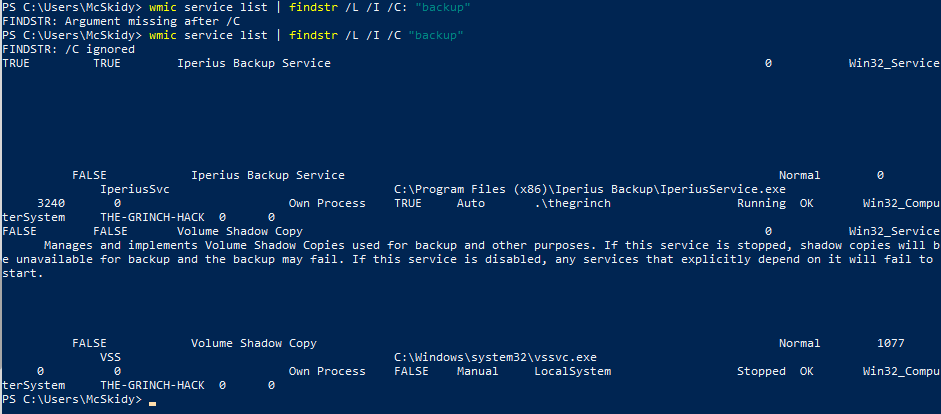 PS C:\Users\McSkidy> wmic service list | findstr /L /I /C: "backup"
FINDSTR: Argument missing after /C
PS C:\Users\McSkidy> wmic service list | findstr /L /I /C "backup"
FINDSTR: /C ignored
TRUE TRUE Iperius Backup Service 0 Win32_Service
FALSE Iperius Backup Service Normal 0
IperiusSvc C:\Program Files (x86)\Iperius Backup\IperiusService.exe
3240 0 Own Process TRUE Auto .\thegrinch Running OK Win32_Compu
terSystem THE-GRINCH-HACK 0 0
FALSE FALSE Volume Shadow Copy 0 Win32_Service
Manages and implements Volume Shadow Copies used for backup and other purposes. If this service is stopped, shadow copies will b
e unavailable for backup and the backup may fail. If this service is disabled, any services that explicitly depend on it will fail to
start.
FALSE Volume Shadow Copy Normal 1077
VSS C:\Windows\system32\vssvc.exe
0 0 Own Process FALSE Manual LocalSystem Stopped OK Win32_Compu
terSystem THE-GRINCH-HACK 0 0
PS C:\Users\McSkidy>